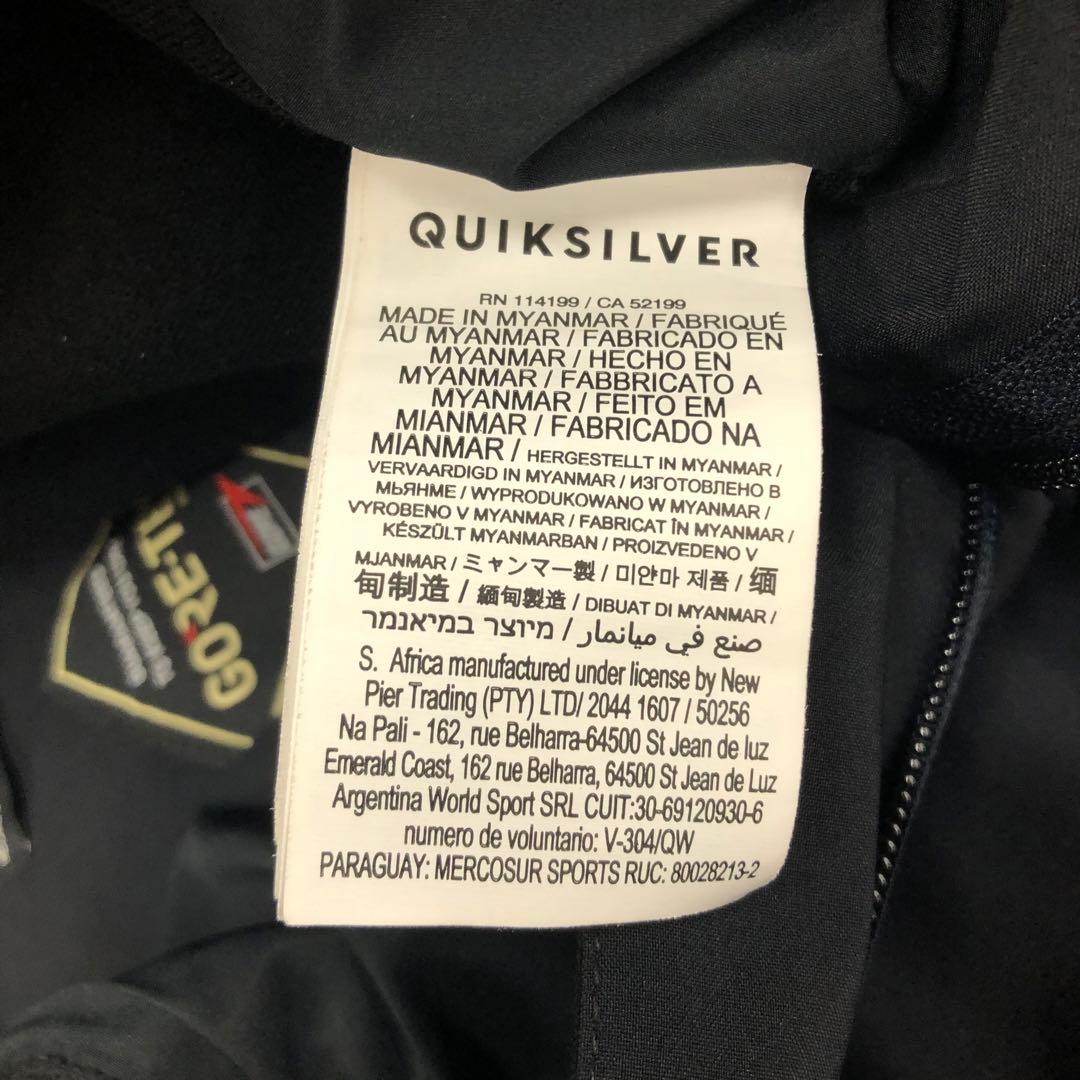 QUIKSILVER
RN 114199 / CA 52199
MADE IN MYANMAR / FABRIQUÉ
AU MYANMAR / FABRICADO EN
MYANMAR / HECHO EN
MYANMAR / FABBRICATO A
MYANMAR / FEITO EM
MIANMAR / FABRICADO NA
MIANMAR / HERGESTELLT IN MYANMAR /
VERVAARDIGD IN MYANMAR / ИЗГОТОВЛЕНО В
МЬЯНМЕ / WYPRODUKOWANO W MYANMAR /
VYROBENO V MYANMAR / FABRICAT ÎN MYANMAR /
KÉSZÜLT MYANMARBAN / PROIZVEDENO V
MJANMAR / ミャンマー製 / 미얀마 제품 / 缅
甸制造 / 緬甸製造 / DIBUAT DI MYANMAR /
صنع في ميانمار / מיוצר במיאנמר
S. Africa manufactured under license by New
Pier Trading (PTY) LTD/ 2044 1607 / 50256
Na Pali - 162, rue Belharra-64500 St Jean de luz
Emerald Coast, 162 rue Belharra, 64500 St Jean de Luz
Argentina World Sport SRL CUIT:30-69120930-6
numero de voluntario: V-304/QW
PARAGUAY: MERCOSUR SPORTS RUC: 80028213-2
GORE-T